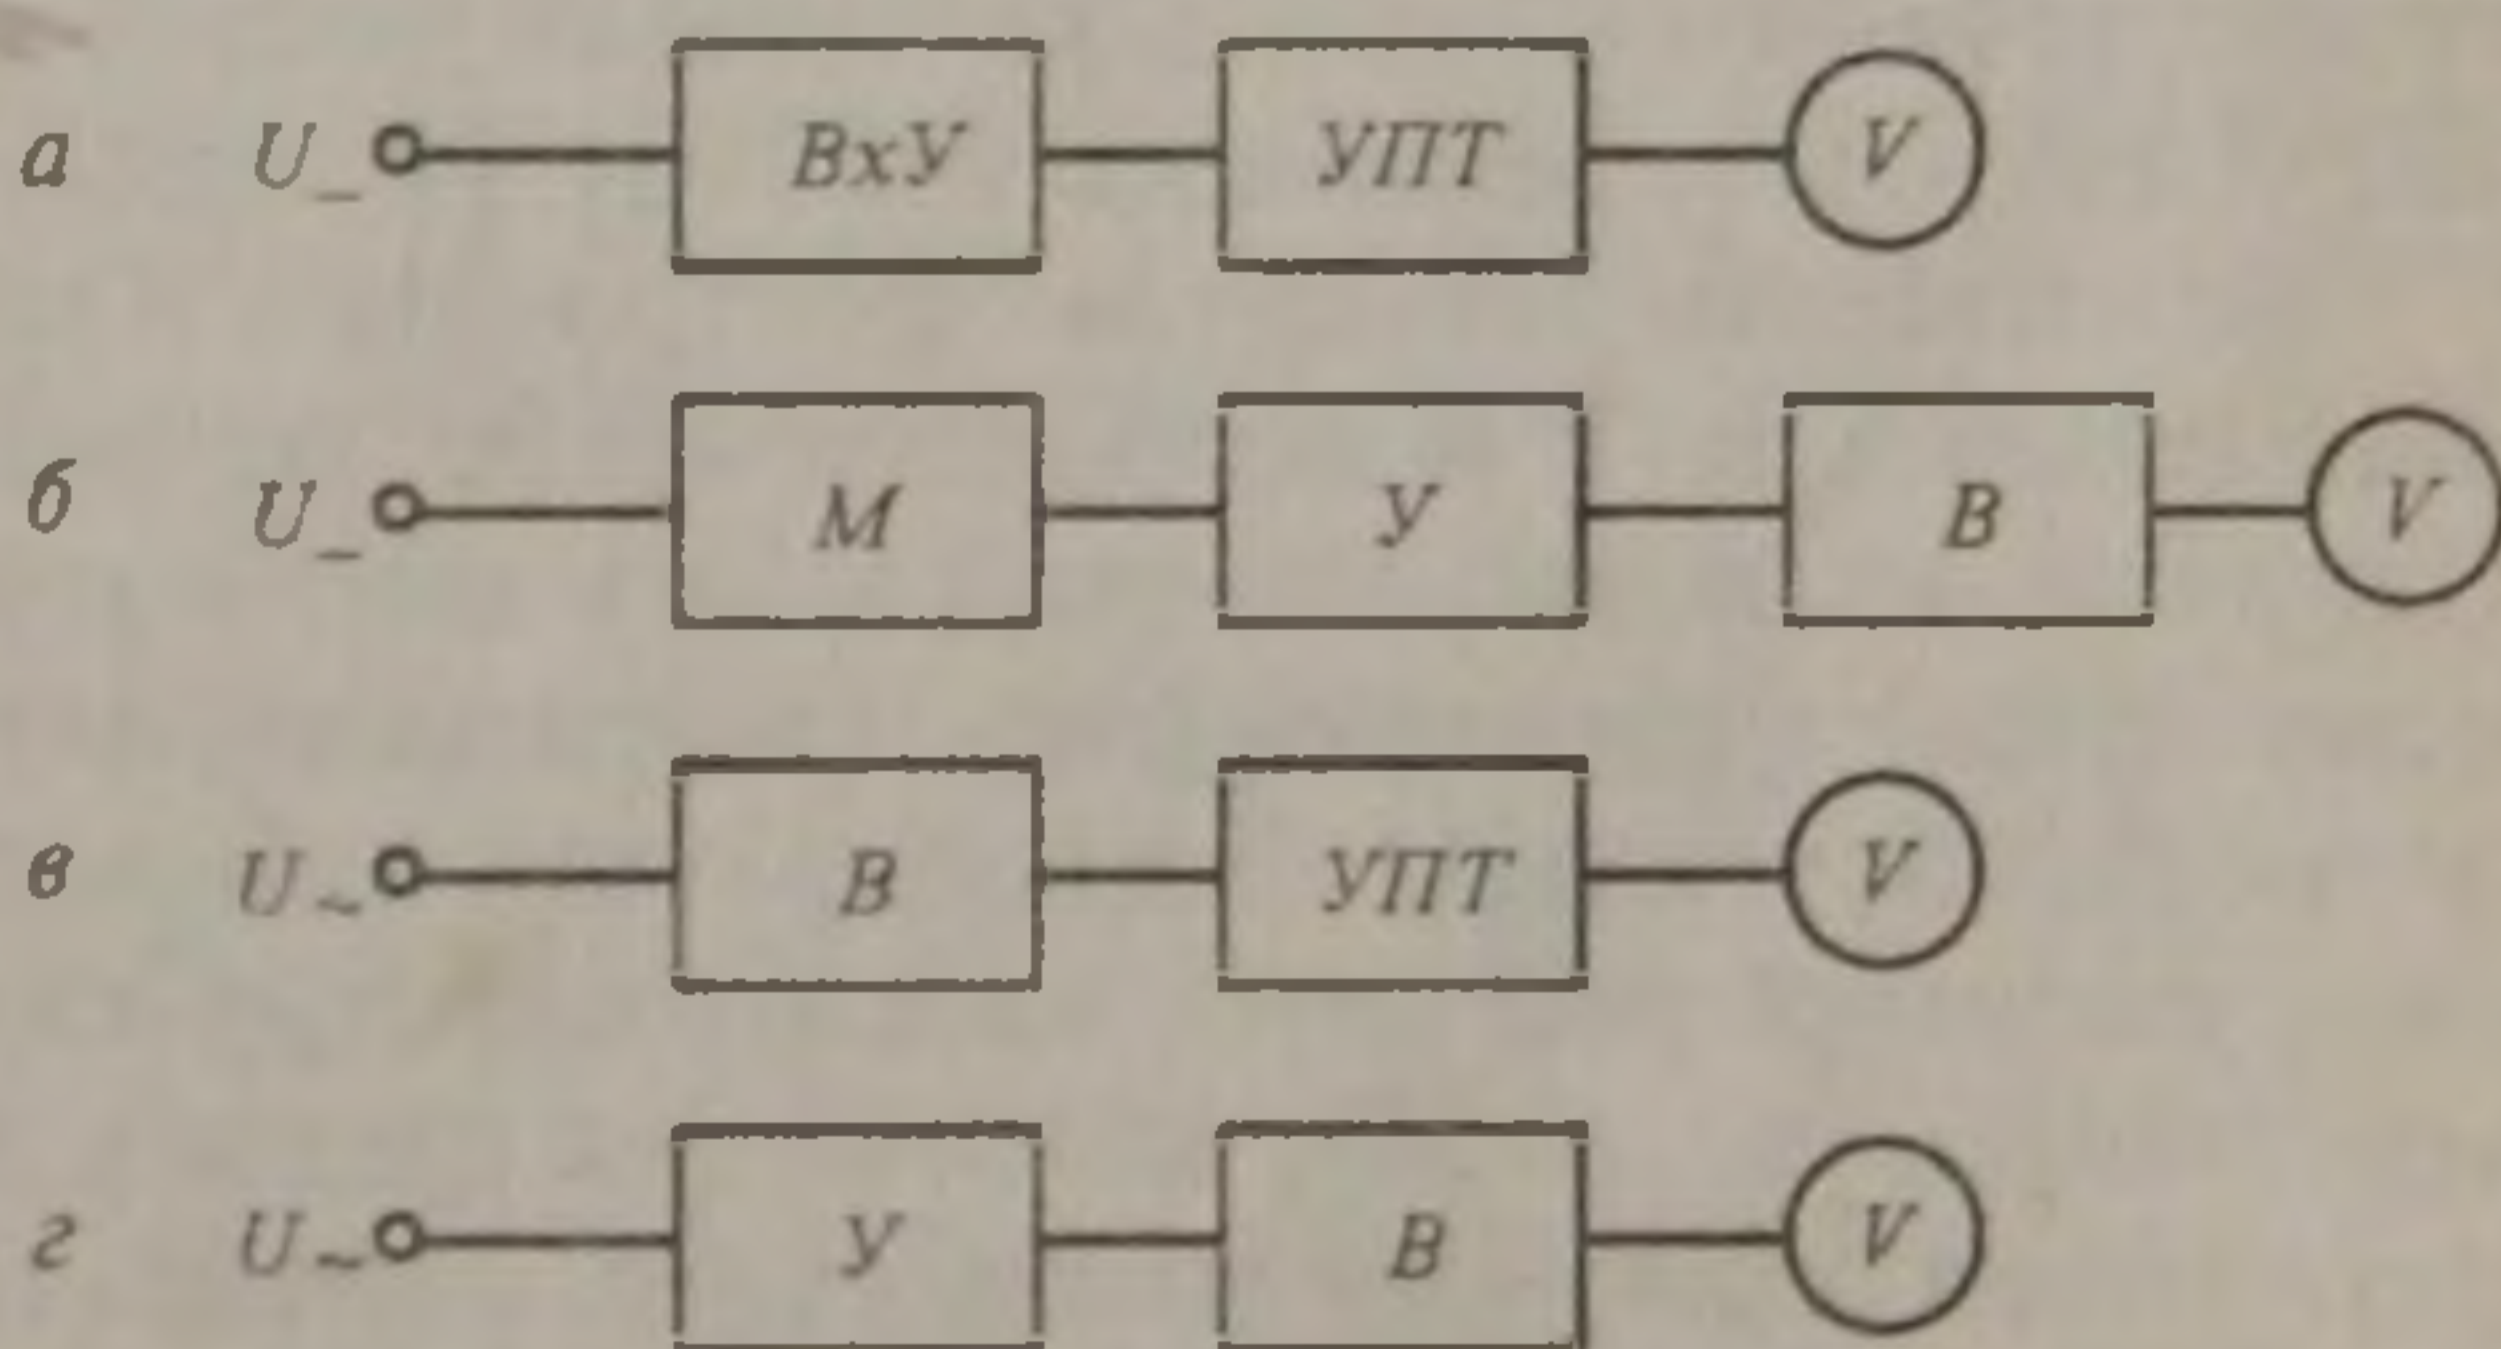 а U_ ВхУ УПТ V
б U_ М У В V
в U~ В УПТ V
г U~ У В V